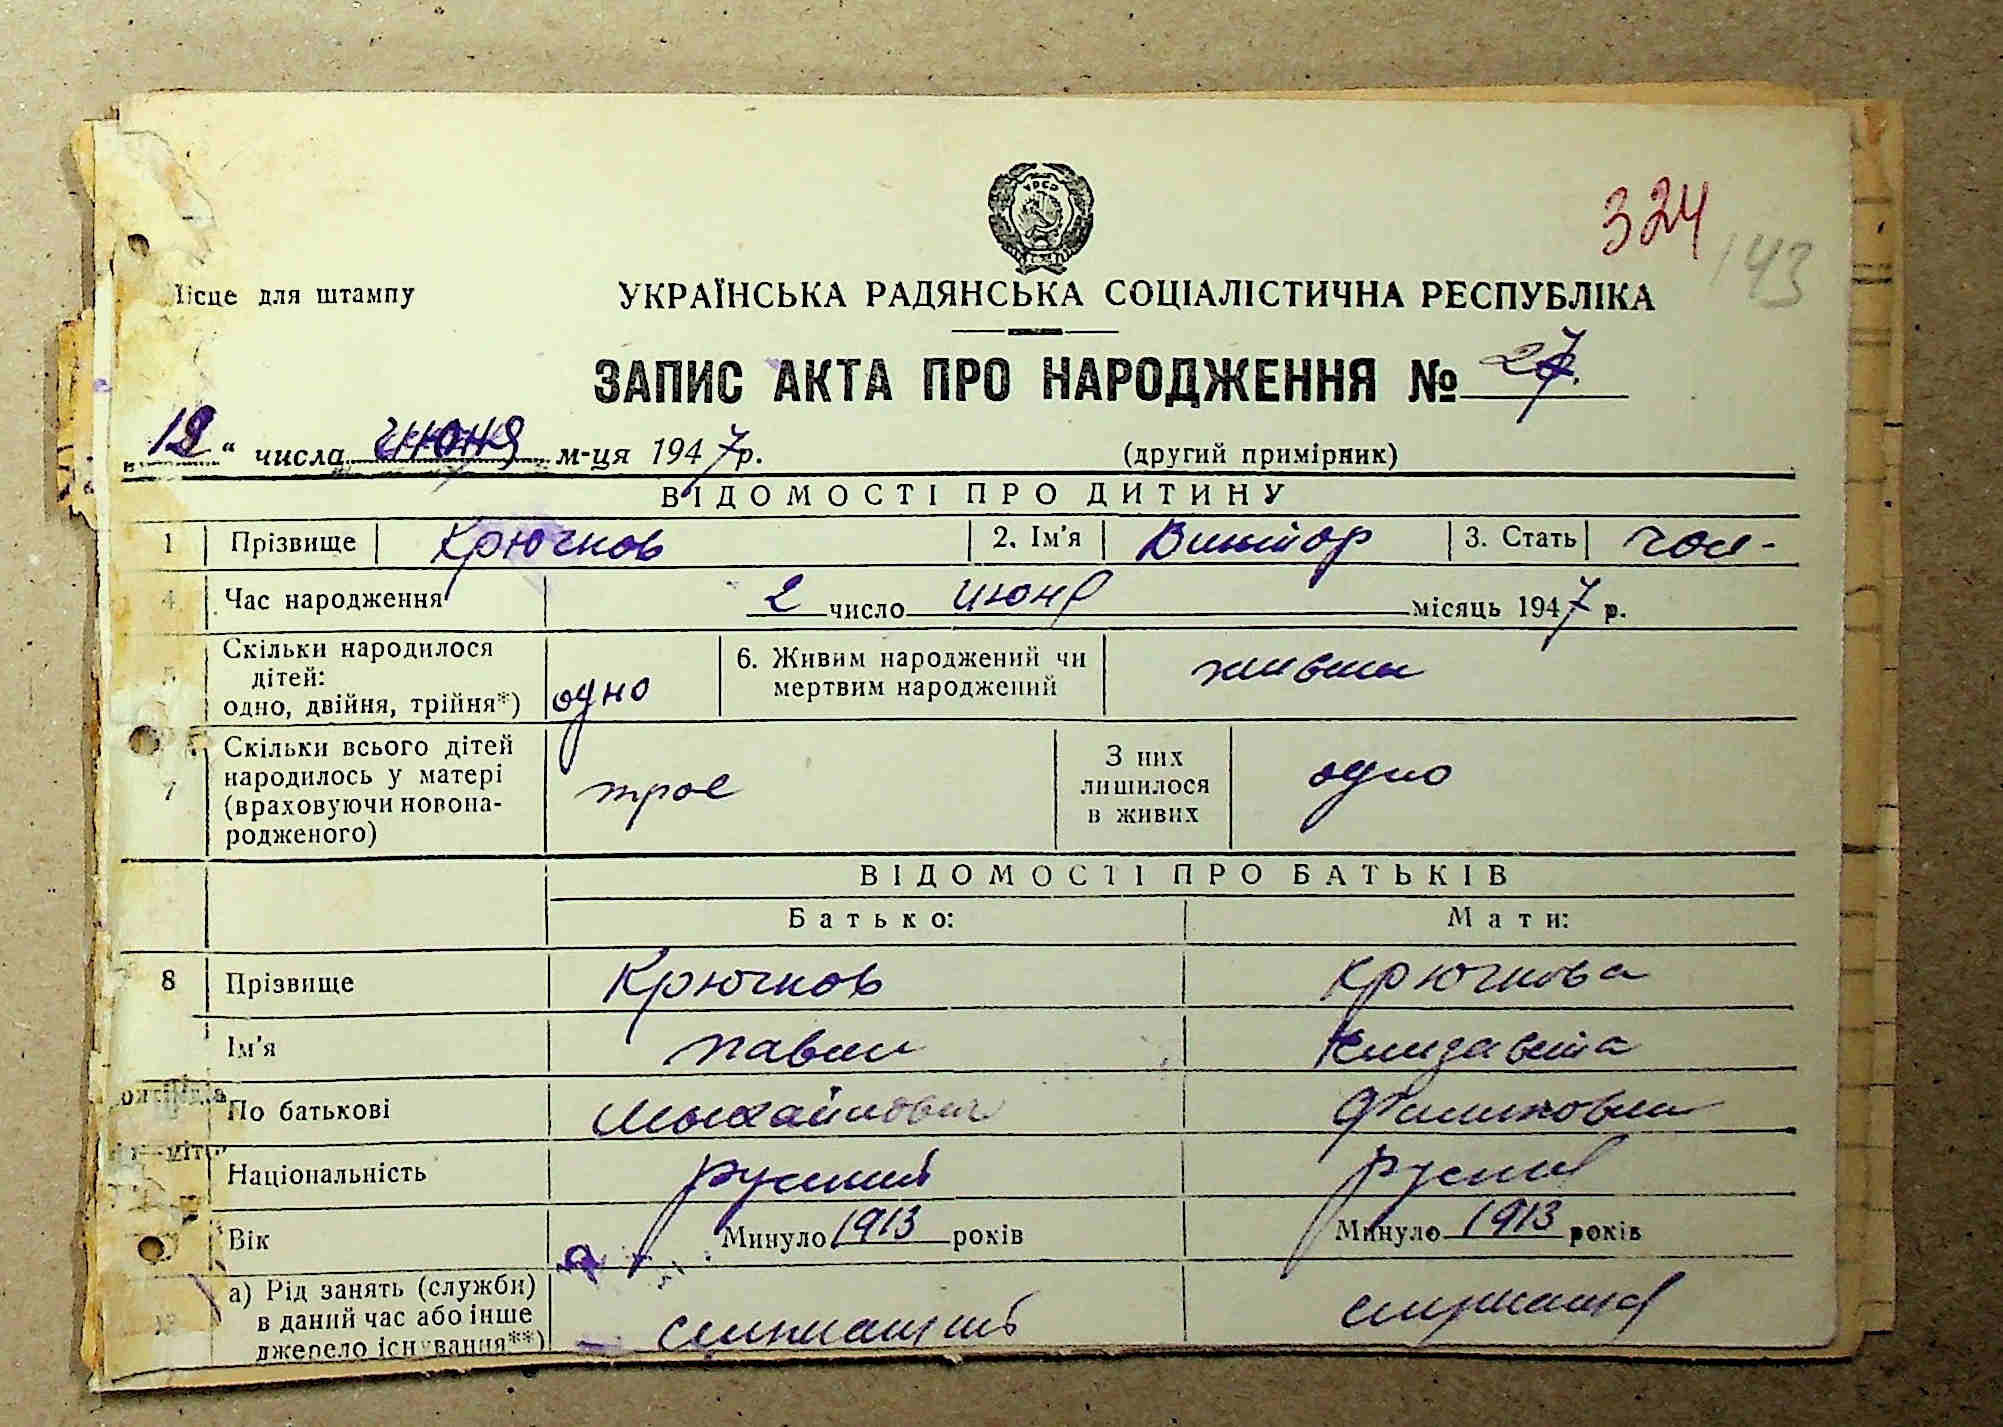 УРСР
324
143
Місце для штампу
УКРАЇНСЬКА РАДЯНСЬКА СОЦІАЛІСТИЧНА РЕСПУБЛІКА
ЗАПИС АКТА ПРО НАРОДЖЕННЯ № 27.
„ 12 “ числа июня м-ця 1947 р.
(другий примірник)
ВІДОМОСТІ ПРО ДИТИНУ
1 Прізвище Крючков 2. Ім'я Виктор 3. Стать чол-
4 Час народження 2 число июня місяць 1947 р.
5 Скільки народилося
дітей:
одно, двійня, трійня*)
одно
6. Живим народжений чи
мертвим народжений
живим
7 Скільки всього дітей
народилось у матері
(враховуючи новона-
родженого)
трое
З них
лишилося
в живих
одно
ВІДОМОСТІ ПРО БАТЬКІВ
Батько: Мати:
8 Прізвище Крючков Крючкова
Ім'я Павел Елизавета
По батькові Михайлович
Національність русский
Вік Минуло 1913 років Минуло 1913 років
а) Рід занять (служби)
в даний час або інше
джерело існування**)
служащий служащая